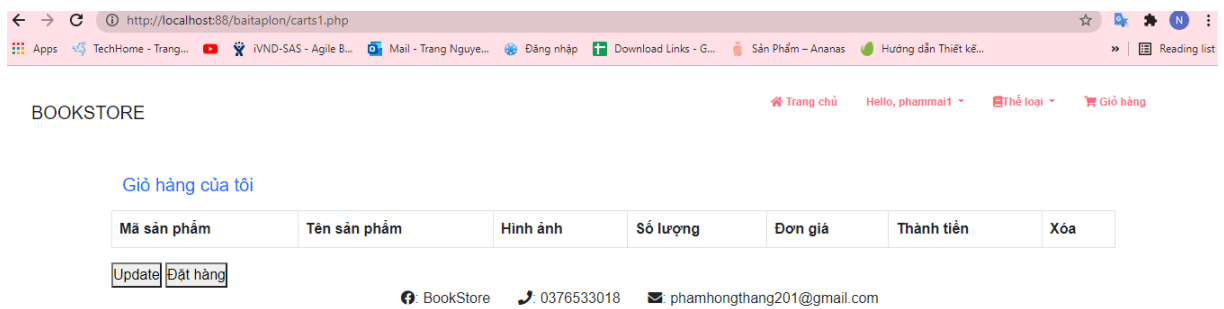 http://localhost:88/baitaplon/carts1.php N
Apps TechHome - Trang... iVND-SAS - Agile B... Mail - Trang Nguye... Đăng nhập Download Links - G... Sản Phẩm – Ananas Hướng dẫn Thiết kế... » Reading list
BOOKSTORE Trang chủ Hello, phammai1 Thể loại Giỏ hàng
Giỏ hàng của tôi
Mã sản phẩm Tên sản phẩm Hình ảnh Số lượng Đơn giá Thành tiền Xóa
Update Đặt hàng
: BookStore : 0376533018 : phamhongthang201@gmail.com